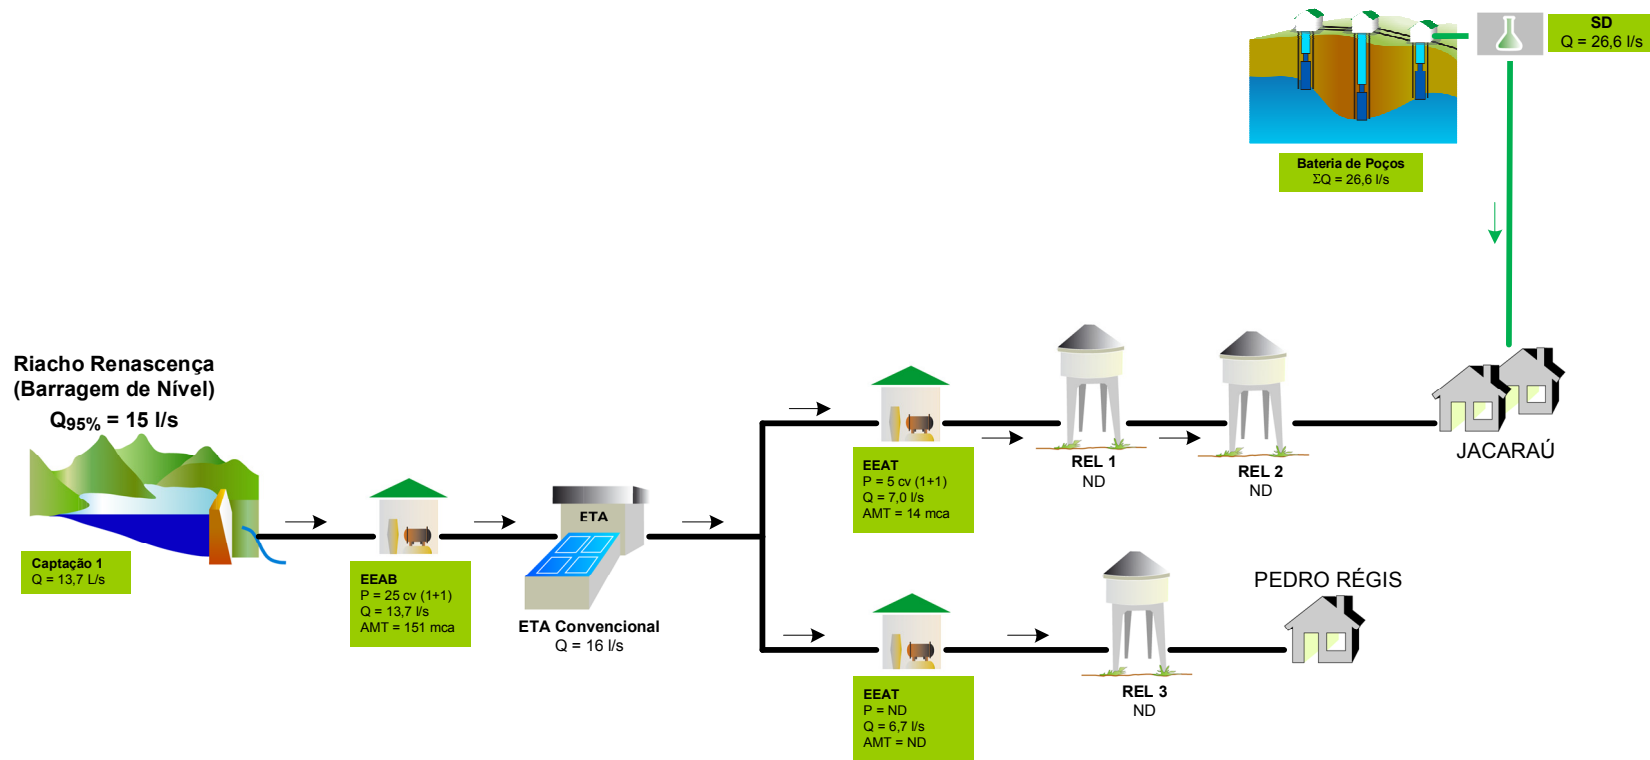 SD
Q = 26,6 l/s
Bateria de Poços
ΣQ = 26,6 l/s
Riacho Renascença
(Barragem de Nível)
Q95% = 15 l/s
Captação 1
Q = 13,7 L/s
EEAB
P = 25 cv (1+1)
Q = 13,7 l/s
AMT = 151 mca
ETA
ETA Convencional
Q = 16 l/s
EEAT
P = 5 cv (1+1)
Q = 7,0 l/s
AMT = 14 mca
REL 1
ND
REL 2
ND
JACARAÚ
EEAT
P = ND
Q = 6,7 l/s
AMT = ND
REL 3
ND
PEDRO RÉGIS